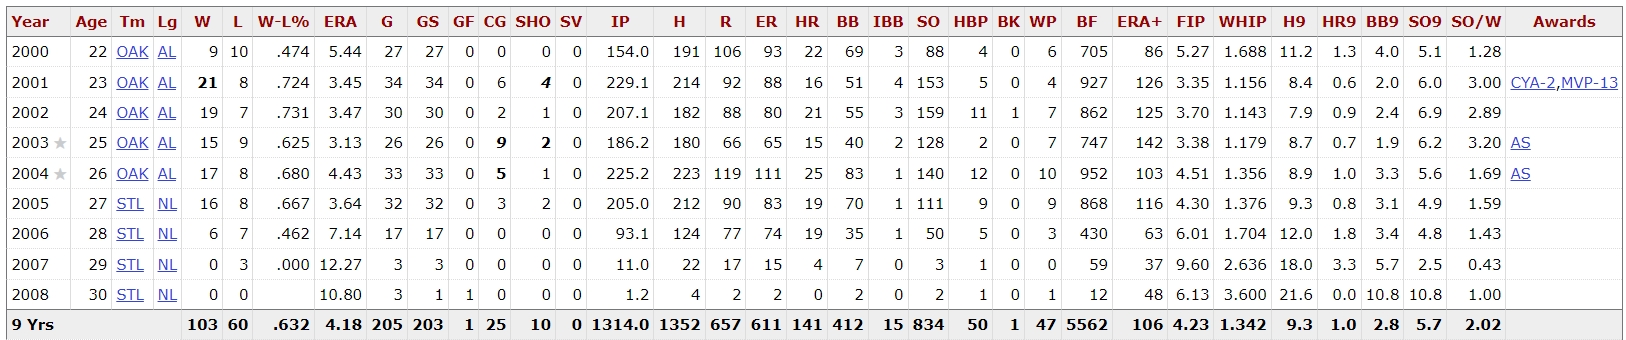 Year Age Tm Lg W L W-L% ERA G GS GF CG SHO SV IP H R ER HR BB IBB SO HBP BK WP BF ERA+ FIP WHIP H9 HR9 BB9 SO9 SO/W Awards
2000 22 OAK AL 9 10 .474 5.44 27 27 0 0 0 0 154.0 191 106 93 22 69 3 88 4 0 6 705 86 5.27 1.688 11.2 1.3 4.0 5.1 1.28
2001 23 OAK AL 21 8 .724 3.45 34 34 0 6 4 0 229.1 214 92 88 16 51 4 153 5 0 4 927 126 3.35 1.156 8.4 0.6 2.0 6.0 3.00 CYA-2,MVP-13
2002 24 OAK AL 19 7 .731 3.47 30 30 0 2 1 0 207.1 182 88 80 21 55 3 159 11 1 7 862 125 3.70 1.143 7.9 0.9 2.4 6.9 2.89
2003 ★ 25 OAK AL 15 9 .625 3.13 26 26 0 9 2 0 186.2 180 66 65 15 40 2 128 2 0 7 747 142 3.38 1.179 8.7 0.7 1.9 6.2 3.20 AS
2004 ★ 26 OAK AL 17 8 .680 4.43 33 33 0 5 1 0 225.2 223 119 111 25 83 1 140 12 0 10 952 103 4.51 1.356 8.9 1.0 3.3 5.6 1.69 AS
2005 27 STL NL 16 8 .667 3.64 32 32 0 3 2 0 205.0 212 90 83 19 70 1 111 9 0 9 868 116 4.30 1.376 9.3 0.8 3.1 4.9 1.59
2006 28 STL NL 6 7 .462 7.14 17 17 0 0 0 0 93.1 124 77 74 19 35 1 50 5 0 3 430 63 6.01 1.704 12.0 1.8 3.4 4.8 1.43
2007 29 STL NL 0 3 .000 12.27 3 3 0 0 0 0 11.0 22 17 15 4 7 0 3 1 0 0 59 37 9.60 2.636 18.0 3.3 5.7 2.5 0.43
2008 30 STL NL 0 0 10.80 3 1 1 0 0 0 1.2 4 2 2 0 2 0 2 1 0 1 12 48 6.13 3.600 21.6 0.0 10.8 10.8 1.00
9 Yrs 103 60 .632 4.18 205 203 1 25 10 0 1314.0 1352 657 611 141 412 15 834 50 1 47 5562 106 4.23 1.342 9.3 1.0 2.8 5.7 2.02